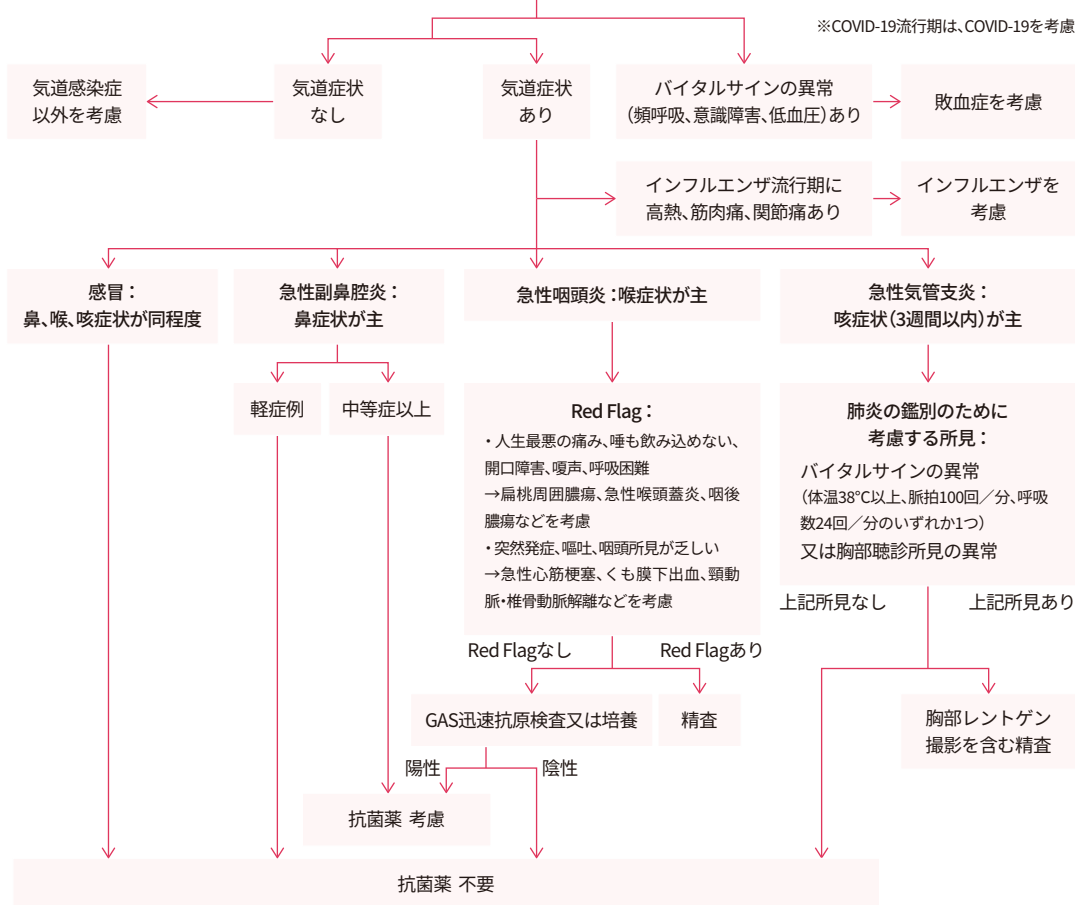 ※COVID-19流行期は、COVID-19を考慮
気道感染症
以外を考慮
気道症状
なし
気道症状
あり
バイタルサインの異常
（頻呼吸、意識障害、低血圧）あり
敗血症を考慮
インフルエンザ流行期に
高熱、筋肉痛、関節痛あり
インフルエンザを
考慮
感冒：
鼻、喉、咳症状が同程度
急性副鼻腔炎：
鼻症状が主
急性咽頭炎：喉症状が主
急性気管支炎：
咳症状（3週間以内）が主
軽症例
中等症以上
Red Flag：
・人生最悪の痛み、唾も飲み込めない、
開口障害、嗄声、呼吸困難
→扁桃周囲膿瘍、急性喉頭蓋炎、咽後
膿瘍などを考慮
・突然発症、嘔吐、咽頭所見が乏しい
→急性心筋梗塞、くも膜下出血、頸動
脈・椎骨動脈解離などを考慮
肺炎の鑑別のために
考慮する所見：
バイタルサインの異常
（体温38℃以上、脈拍100回／分、呼吸
数24回／分のいずれか1つ）
又は胸部聴診所見の異常
上記所見なし
上記所見あり
Red Flagなし
Red Flagあり
GAS迅速抗原検査又は培養
精査
胸部レントゲン
撮影を含む精査
陽性
陰性
抗菌薬 考慮
抗菌薬 不要